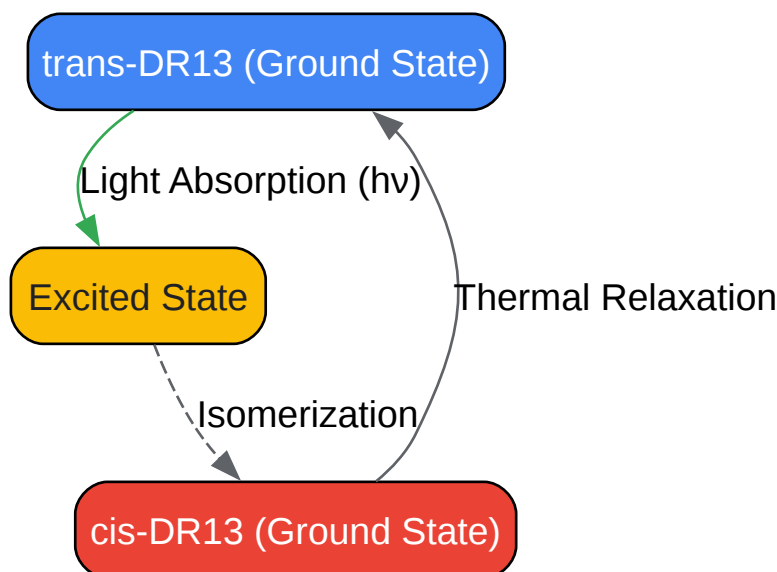 trans-DR13 (Ground State)
Light Absorption (hν)
Excited State
Thermal Relaxation
Isomerization
cis-DR13 (Ground State)